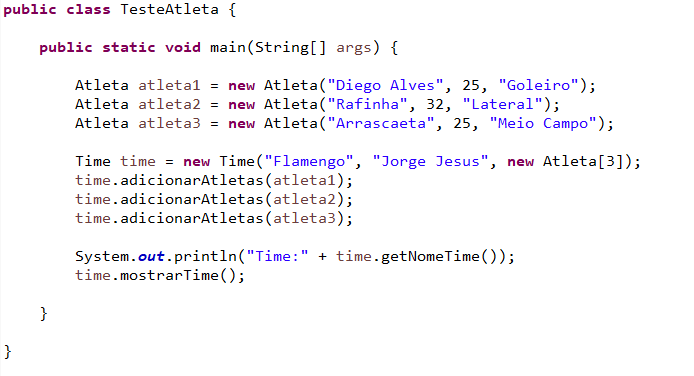 public class TesteAtleta {
public static void main(String[] args) {
Atleta atleta1 = new Atleta("Diego Alves", 25, "Goleiro");
Atleta atleta2 = new Atleta("Rafinha", 32, "Lateral");
Atleta atleta3 = new Atleta("Arrascaeta", 25, "Meio Campo");
Time time = new Time("Flamengo", "Jorge Jesus", new Atleta[3]);
time.adicionarAtletas(atleta1);
time.adicionarAtletas(atleta2);
time.adicionarAtletas(atleta3);
System.out.println("Time:" + time.getNomeTime());
time.mostrarTime();
}
}